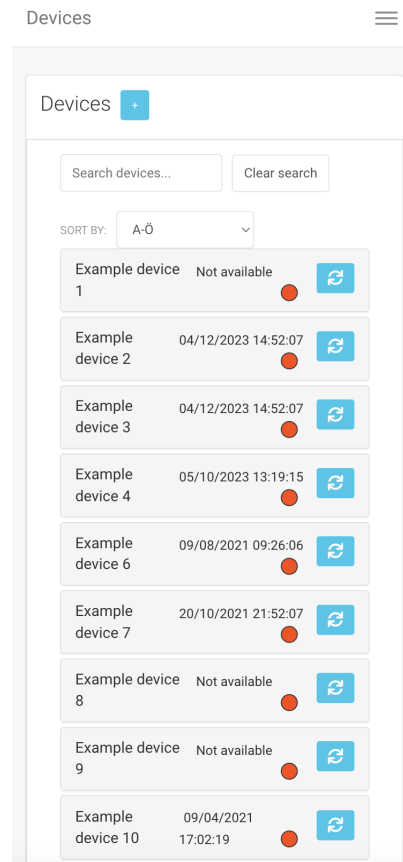 Devices
Devices +
Search devices... Clear search
SORT BY: A-Ö
Example device Not available
1
Example 04/12/2023 14:52:07
device 2
Example 04/12/2023 14:52:07
device 3
Example 05/10/2023 13:19:15
device 4
Example 09/08/2021 09:26:06
device 6
Example 20/10/2021 21:52:07
device 7
Example device Not available
8
Example device Not available
9
Example 09/04/2021
device 10 17:02:19